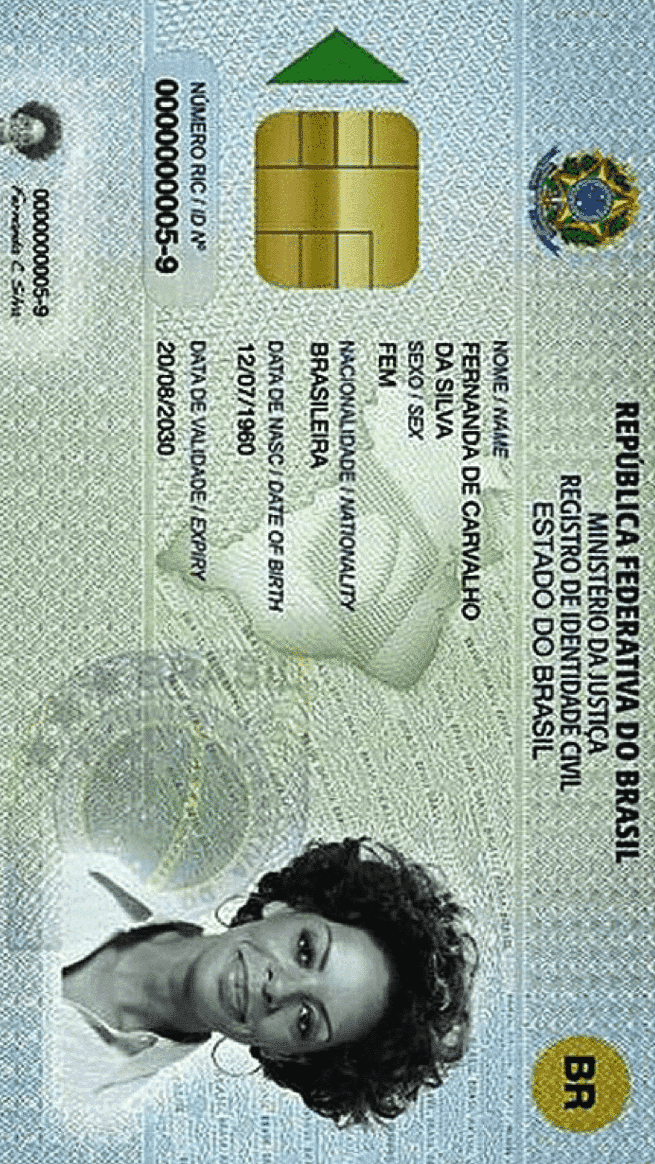 REPÚBLICA FEDERATIVA DO BRASIL
MINISTÉRIO DA JUSTIÇA
REGISTRO DE IDENTIDADE CIVIL
ESTADO DO BRASIL
BR
NOME / NAME
FERNANDA DE CARVALHO
DA SILVA
SEXO / SEX
FEM
NACIONALIDADE / NATIONALITY
BRASILEIRA
DATA DE NASC / DATE OF BIRTH
12/07/1960
NÚMERO RIC / ID Nº
0000000005-9
DATA DE VALIDADE / EXPIRY
20/08/2030
0000000005-9
Fernanda C Silva